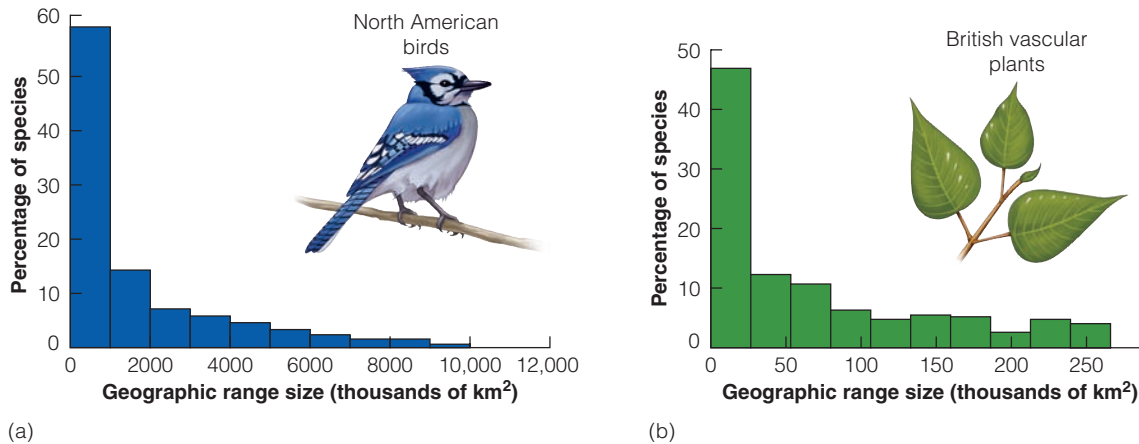 North American
birds
Percentage of species
60
50
40
30
20
10
0
0 2000 4000 6000 8000 10,000 12,000
Geographic range size (thousands of km²)
(a)
British vascular
plants
Percentage of species
50
40
30
20
10
0
0 50 100 150 200 250
Geographic range size (thousands of km²)
(b)